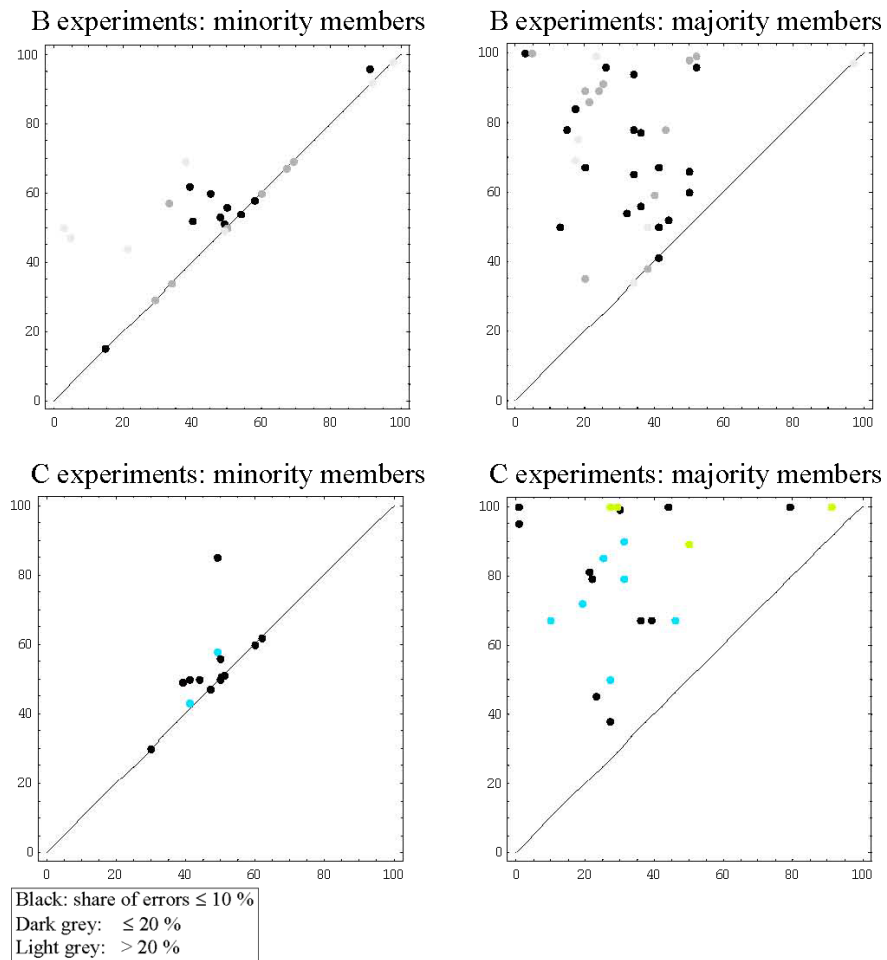 B experiments: minority members
100
80
60
40
20
0
0 20 40 60 80 100
B experiments: majority members
100
80
60
40
20
0
0 20 40 60 80 100
C experiments: minority members
100
80
60
40
20
0
0 20 40 60 80 100
C experiments: majority members
100
80
60
40
20
0
0 20 40 60 80 100
Black: share of errors ≤ 10 %
Dark grey: ≤ 20 %
Light grey: > 20 %